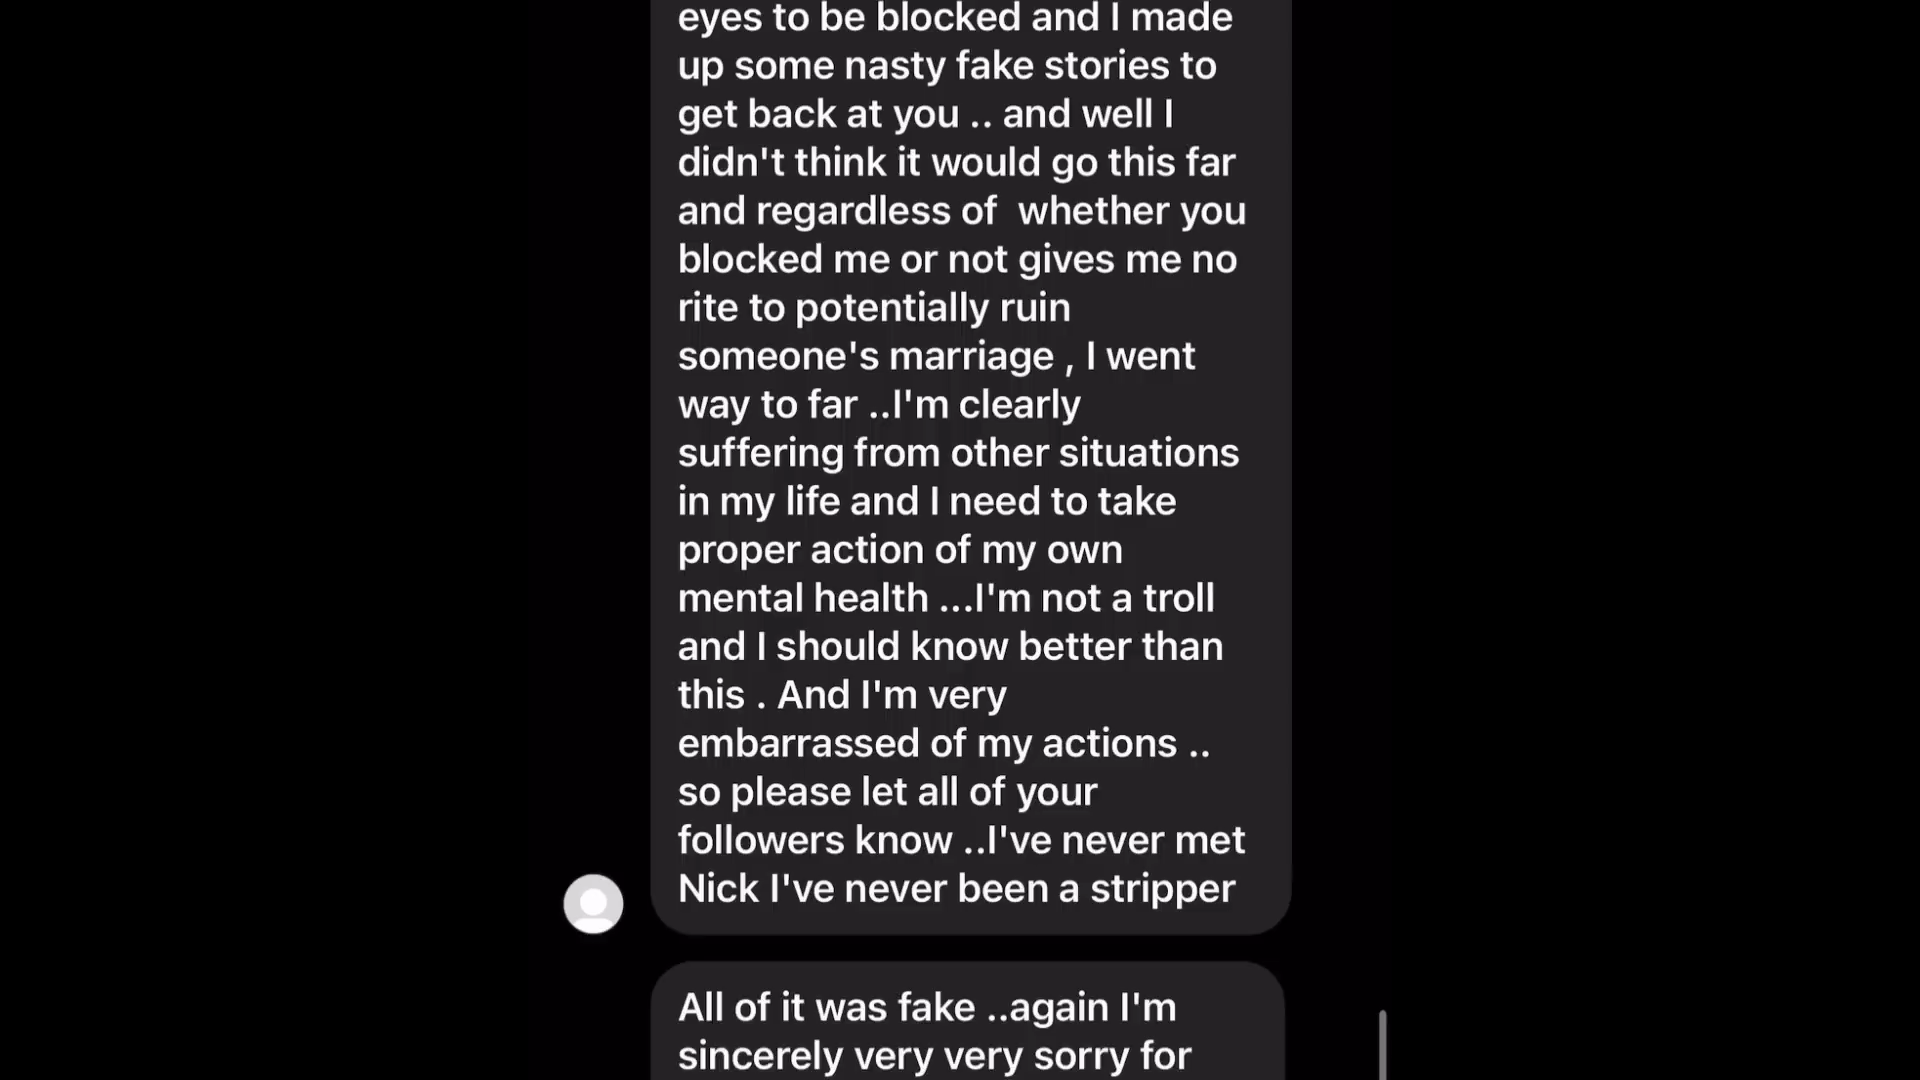 eyes to be blocked and I made
up some nasty fake stories to
get back at you .. and well I
didn't think it would go this far
and regardless of  whether you
blocked me or not gives me no
rite to potentially ruin
someone's marriage , I went
way to far ..I'm clearly
suffering from other situations
in my life and I need to take
proper action of my own
mental health ...I'm not a troll
and I should know better than
this . And I'm very
embarrassed of my actions ..
so please let all of your
followers know ..I've never met
Nick I've never been a stripper
All of it was fake ..again I'm
sincerely very very sorry for